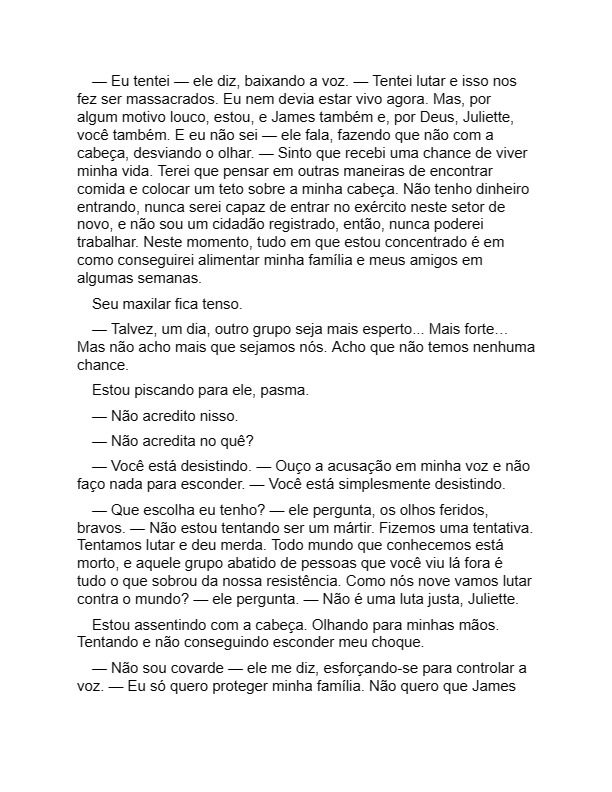 — Eu tentei — ele diz, baixando a voz. — Tentei lutar e isso nos
fez ser massacrados. Eu nem devia estar vivo agora. Mas, por
algum motivo louco, estou, e James também e, por Deus, Juliette,
você também. E eu não sei — ele fala, fazendo que não com a
cabeça, desviando o olhar. — Sinto que recebi uma chance de viver
minha vida. Terei que pensar em outras maneiras de encontrar
comida e colocar um teto sobre a minha cabeça. Não tenho dinheiro
entrando, nunca serei capaz de entrar no exército neste setor de
novo, e não sou um cidadão registrado, então, nunca poderei
trabalhar. Neste momento, tudo em que estou concentrado é em
como conseguirei alimentar minha família e meus amigos em
algumas semanas.
Seu maxilar fica tenso.
— Talvez, um dia, outro grupo seja mais esperto... Mais forte…
Mas não acho mais que sejamos nós. Acho que não temos nenhuma
chance.
Estou piscando para ele, pasma.
— Não acredito nisso.
— Não acredita no quê?
— Você está desistindo. — Ouço a acusação em minha voz e não
faço nada para esconder. — Você está simplesmente desistindo.
— Que escolha eu tenho? — ele pergunta, os olhos feridos,
bravos. — Não estou tentando ser um mártir. Fizemos uma tentativa.
Tentamos lutar e deu merda. Todo mundo que conhecemos está
morto, e aquele grupo abatido de pessoas que você viu lá fora é
tudo o que sobrou da nossa resistência. Como nós nove vamos lutar
contra o mundo? — ele pergunta. — Não é uma luta justa, Juliette.
Estou assentindo com a cabeça. Olhando para minhas mãos.
Tentando e não conseguindo esconder meu choque.
— Não sou covarde — ele me diz, esforçando-se para controlar a
voz. — Eu só quero proteger minha família. Não quero que James